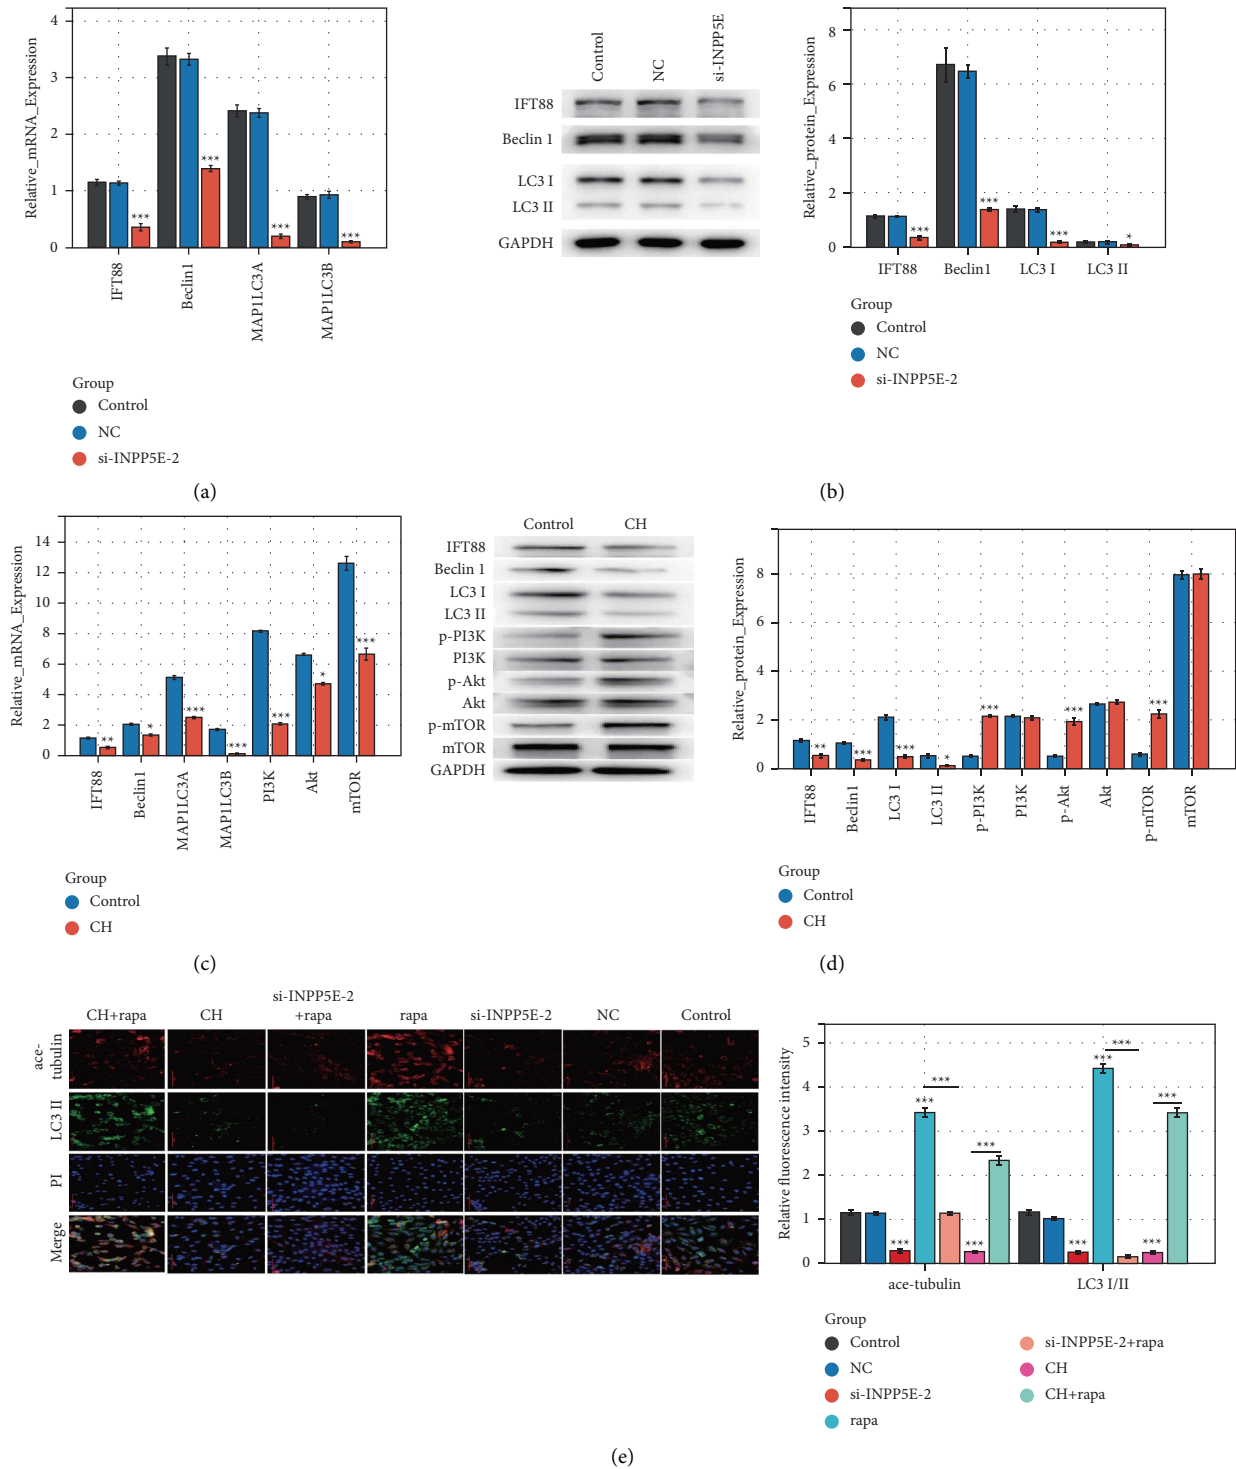 4
3
2
1
0
Relative_mRNA_Expression
***
***
***
***
IFT88
Beclin1
MAP1LC3A
MAP1LC3B
Group
Control
NC
si-INPP5E-2
(a)
Control
NC
si-INPP5E
IFT88
Beclin 1
LC3 I
LC3 II
GAPDH
8
6
4
2
0
Relative_protein_Expression
***
***
***
*
IFT88
Beclin1
LC3 I
LC3 II
Group
Control
NC
si-INPP5E-2
(b)
14
12
10
8
6
4
2
0
Relative_mRNA_Expression
**
*
***
***
***
*
***
IFT88
Beclin1
MAP1LC3A
MAP1LC3B
PI3K
Akt
mTOR
Group
Control
CH
(c)
Control CH
IFT88
Beclin 1
LC3 I
LC3 II
p-PI3K
PI3K
p-Akt
Akt
p-mTOR
mTOR
GAPDH
8
6
4
2
0
Relative_protein_Expression
**
***
***
*
***
***
***
IFT88
Beclin1
LC3 I
LC3 II
p-PI3K
PI3K
p-Akt
Akt
p-mTOR
mTOR
Group
Control
CH
(d)
CH+rapa
CH
si-INPP5E-2
+rapa
rapa
si-INPP5E-2
NC
Control
ace-
tubulin
LC3 II
PI
Merge
5
4
3
2
1
0
Relative fluorescence intensity
***
***
***
***
***
***
***
***
***
***
ace-tubulin
LC3 I/II
Group
Control
NC
si-INPP5E-2
rapa
si-INPP5E-2+rapa
CH
CH+rapa
(e)